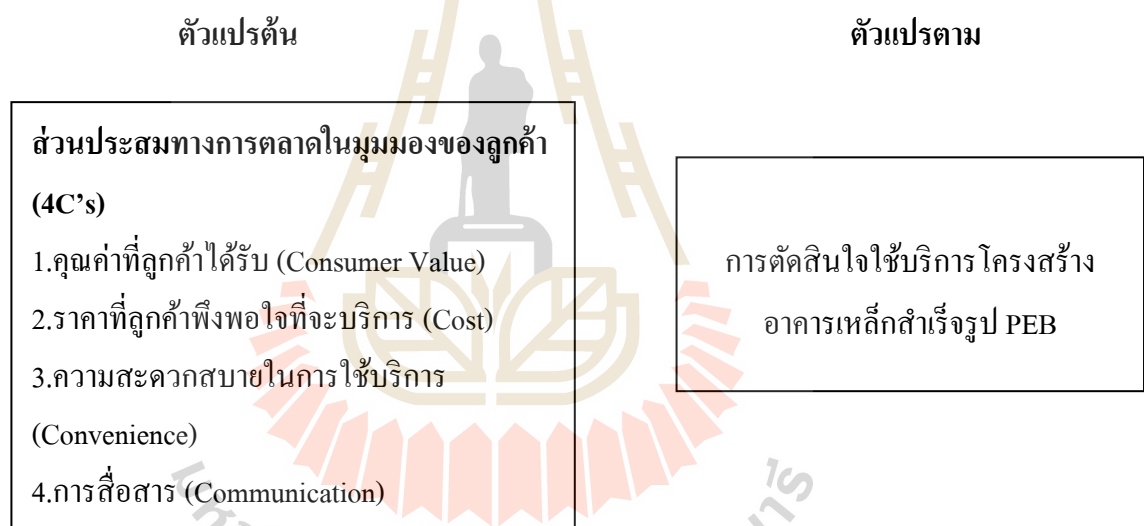 ตัวแปรต้น
ตัวแปรตาม
ส่วนประสมทางการตลาดในมุมมองของลูกค้า
(4C’s)
1.คุณค่าที่ลูกค้าได้รับ (Consumer Value)
2.ราคาที่ลูกค้าพึงพอใจที่จะบริการ (Cost)
3.ความสะดวกสบายในการใช้บริการ
(Convenience)
4.การสื่อสาร (Communication)
การตัดสินใจใช้บริการโครงสร้าง
อาคารเหล็กสำเร็จรูป PEB